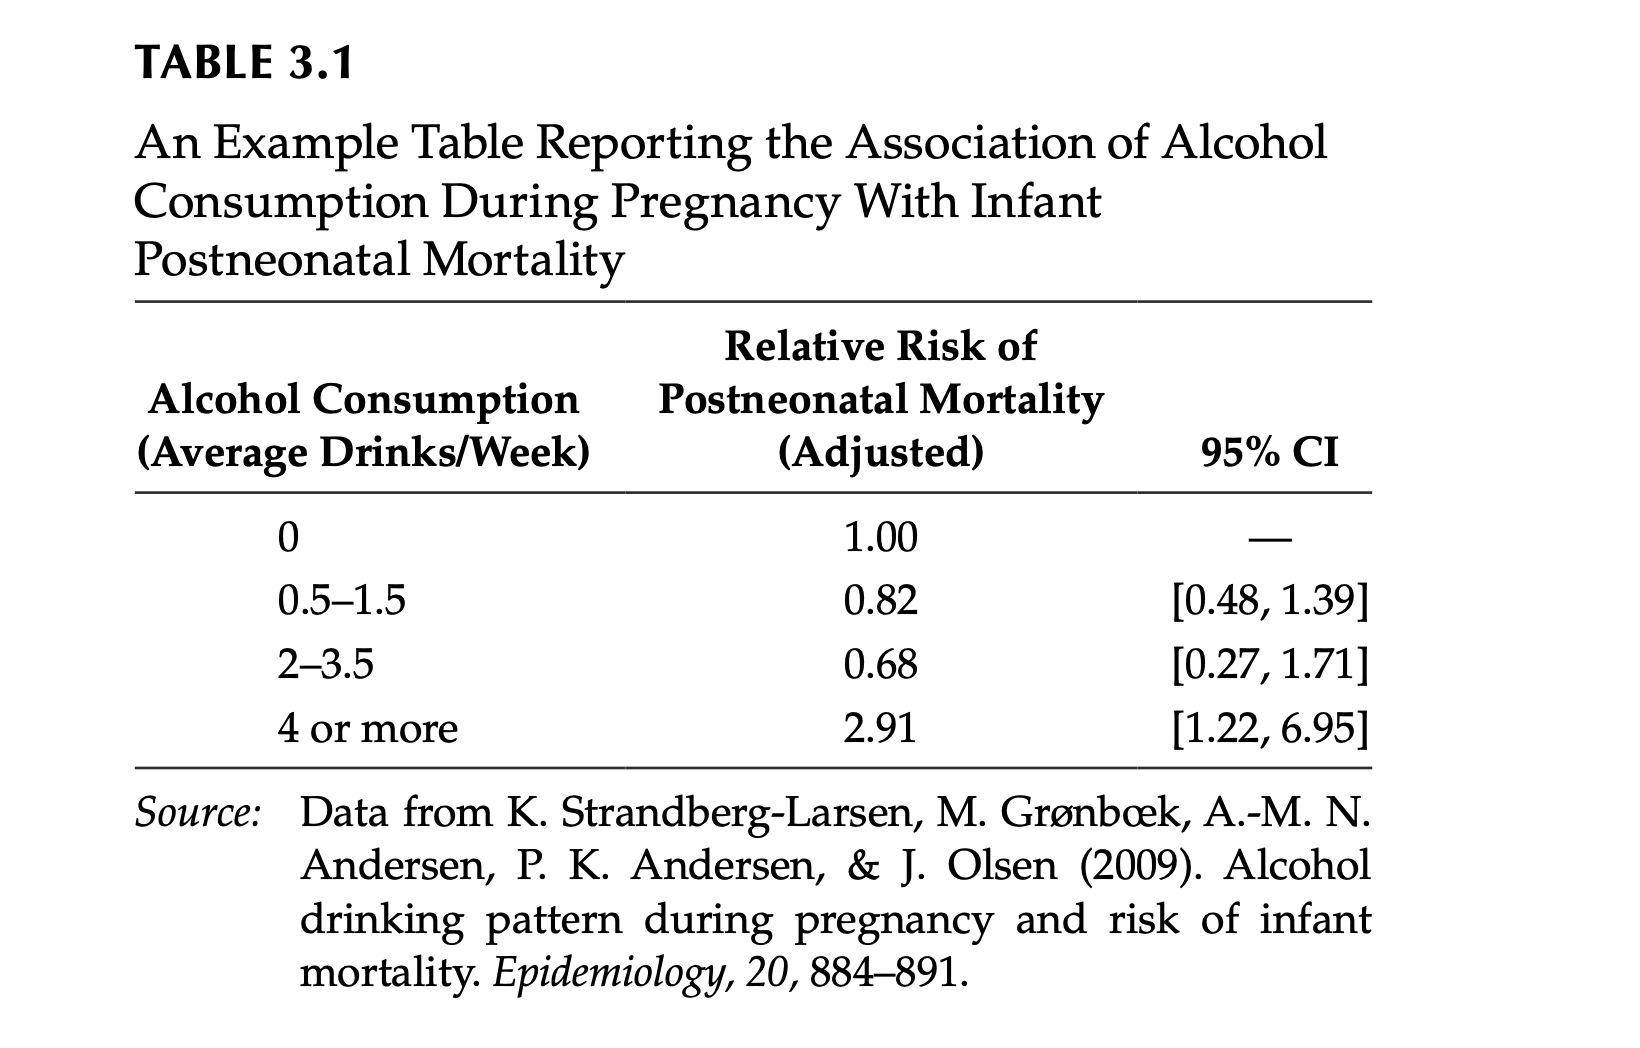 TABLE 3.1
An Example Table Reporting the Association of Alcohol
Consumption During Pregnancy With Infant
Postneonatal Mortality
Alcohol Consumption
(Average Drinks/Week)
Relative Risk of
Postneonatal Mortality
(Adjusted)
95% CI
0 1.00 —
0.5–1.5 0.82 [0.48, 1.39]
2–3.5 0.68 [0.27, 1.71]
4 or more 2.91 [1.22, 6.95]
Source: Data from K. Strandberg-Larsen, M. Grønbœk, A.-M. N.
Andersen, P. K. Andersen, & J. Olsen (2009). Alcohol
drinking pattern during pregnancy and risk of infant
mortality. Epidemiology, 20, 884–891.